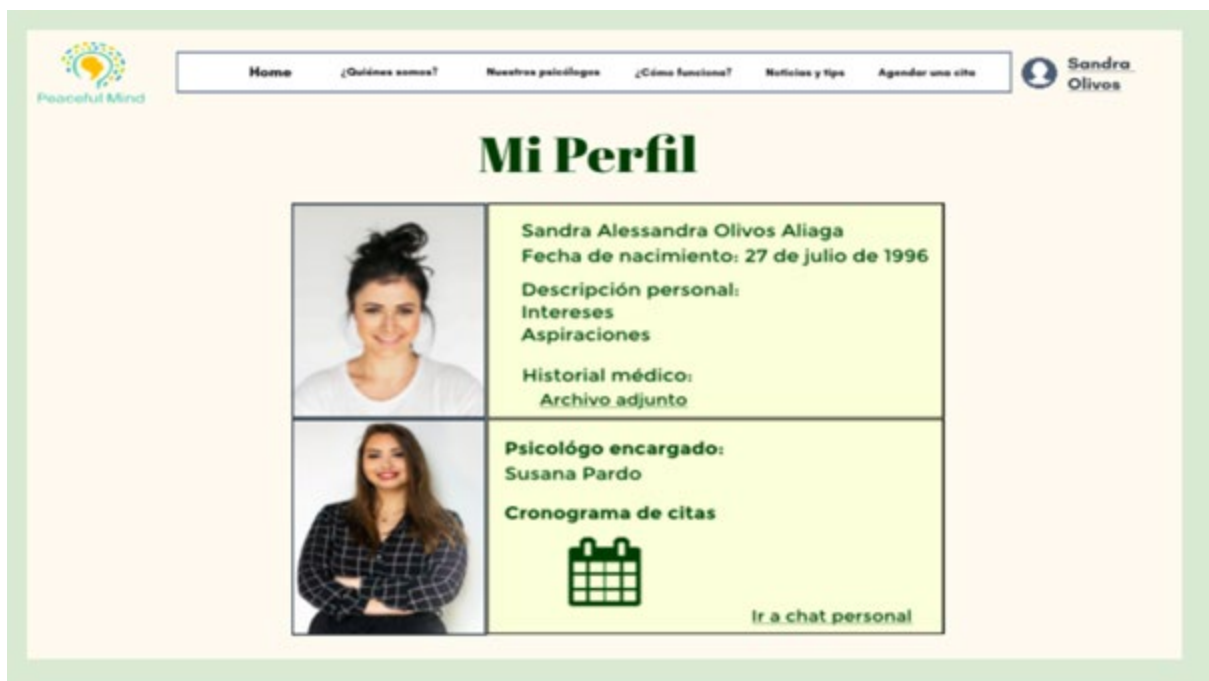 Peaceful Mind
Home ¿Quiénes somos? Nuestros psicólogos ¿Cómo funciona? Noticias y tips Agendar una cita
Sandra
Olivos
Mi Perfil
Sandra Alessandra Olivos Aliaga
Fecha de nacimiento: 27 de julio de 1996
Descripción personal:
Intereses
Aspiraciones
Historial médico:
Archivo adjunto
Psicológo encargado:
Susana Pardo
Cronograma de citas
Ir a chat personal